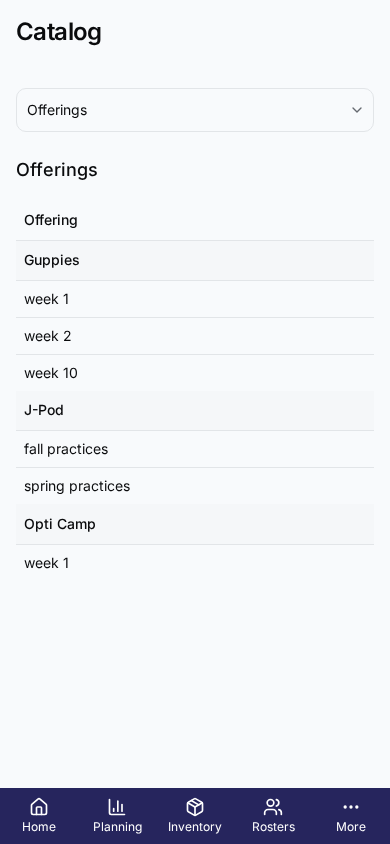 Catalog
Offerings
Offerings
Offering
Guppies
week 1
week 2
week 10
J-Pod
fall practices
spring practices
Opti Camp
week 1
Home
Planning
Inventory
Rosters
More